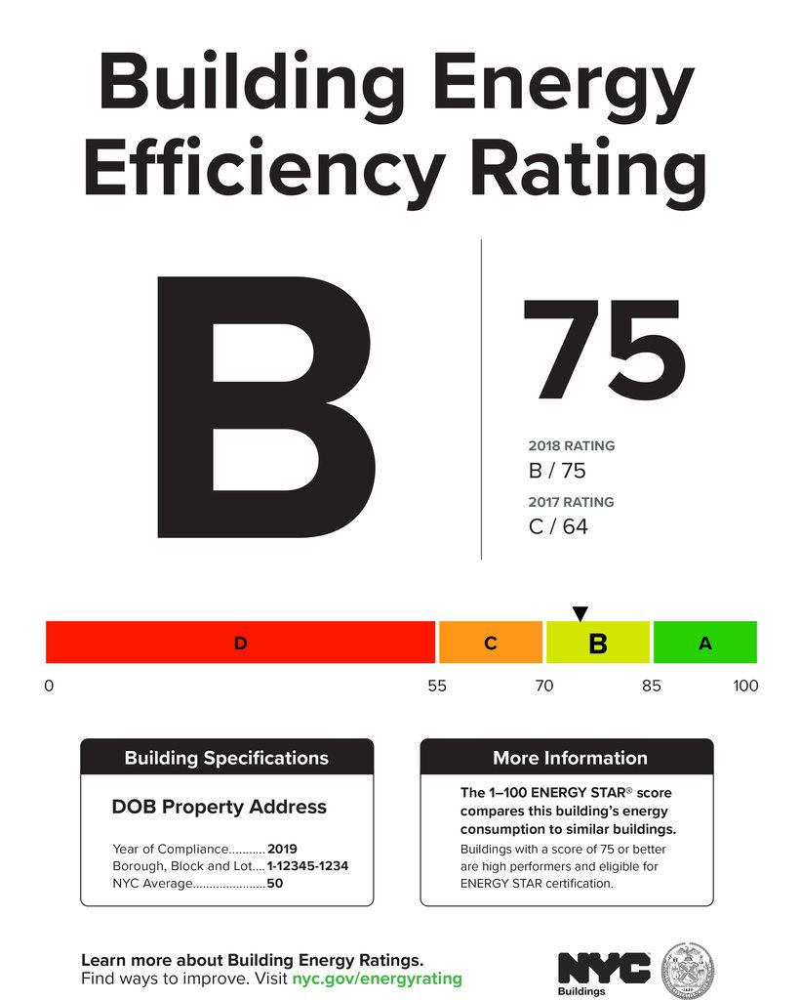 Building Energy
Efficiency Rating
B
75
2018 RATING
B / 75
2017 RATING
C / 64
D
C
B
A
0
55
70
85
100
Building Specifications
DOB Property Address
Year of Compliance........... 2019
Borough, Block and Lot.... 1-12345-1234
NYC Average......................50
More Information
The 1–100 ENERGY STAR® score
compares this building's energy
consumption to similar buildings.
Buildings with a score of 75 or better
are high performers and eligible for
ENERGY STAR certification.
Learn more about Building Energy Ratings.
Find ways to improve. Visit nyc.gov/energyrating
NYC
Buildings